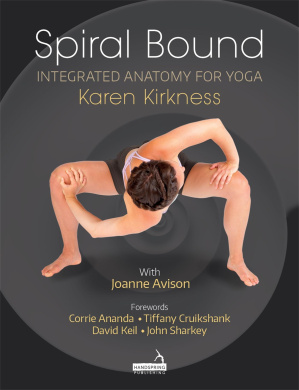 Spiral Bound
INTEGRATED ANATOMY FOR YOGA
Karen Kirkness
With
Joanne Avison
Forewords
Corrie Ananda • Tiffany Cruikshank
David Keil • John Sharkey
HANDSPRING
PUBLISHING